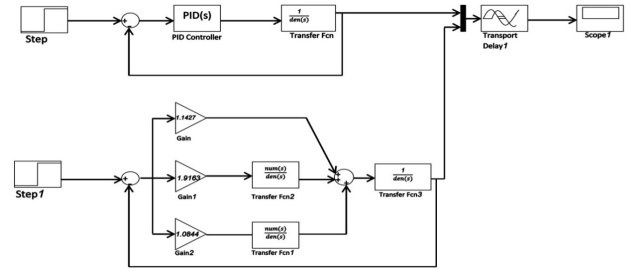 Step
PID(s)
PID Controller
1
den(s)
Transfer Fcn
Transport
Delay1
Scope1
1.1427
Gain
Step1
1.9163
Gain1
num(s)
den(s)
Transfer Fcn2
1
den(s)
Transfer Fcn3
1.0844
Gain2
num(s)
den(s)
Transfer Fcn1